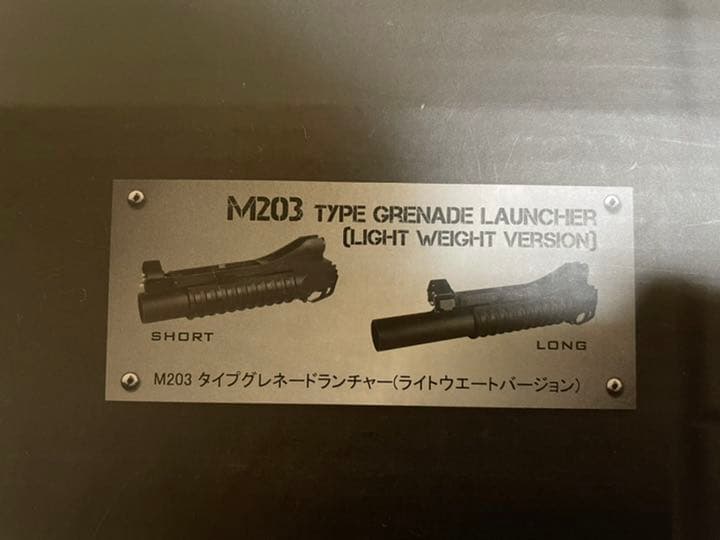 M203 TYPE GRENADE LAUNCHER
(LIGHT WEIGHT VERSION)
SHORT
LONG
M203 タイプグレネードランチャー(ライトウエートバージョン)